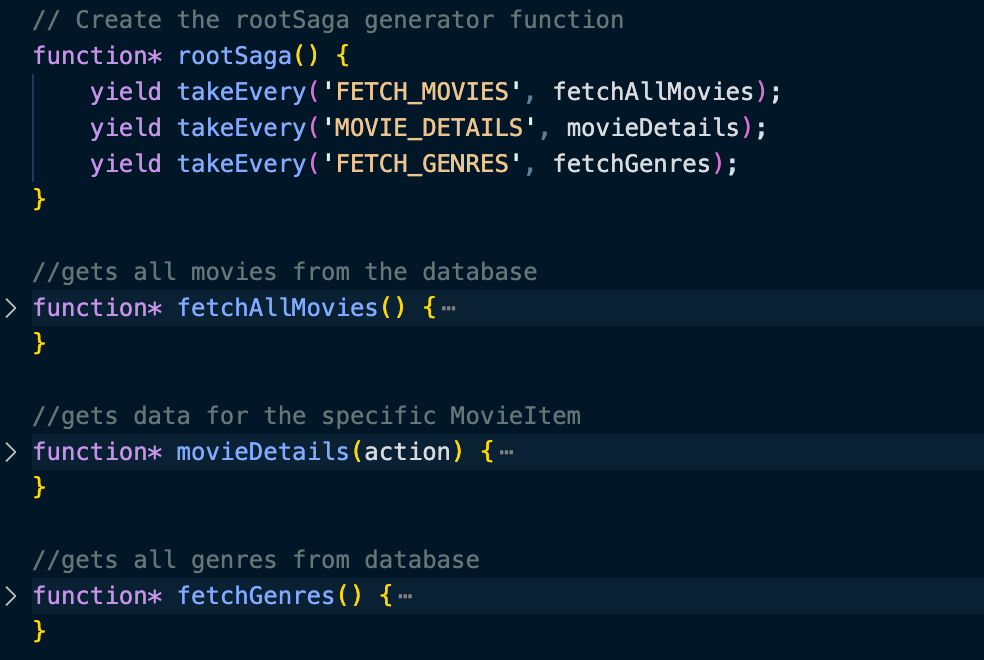 // Create the rootSaga generator function
function* rootSaga() {
    yield takeEvery('FETCH_MOVIES', fetchAllMovies);
    yield takeEvery('MOVIE_DETAILS', movieDetails);
    yield takeEvery('FETCH_GENRES', fetchGenres);
}
//gets all movies from the database
function* fetchAllMovies() {⋯
}
//gets data for the specific MovieItem
function* movieDetails(action) {⋯
}
//gets all genres from database
function* fetchGenres() {⋯
}